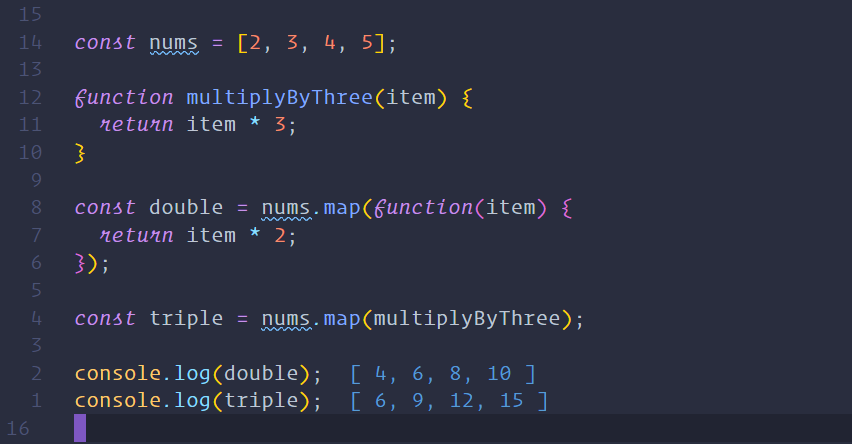 15
14 const nums = [2, 3, 4, 5];
13
12 function multiplyByThree(item) {
11   return item * 3;
10 }
9
8 const double = nums.map(function(item) {
7   return item * 2;
6 });
5
4 const triple = nums.map(multiplyByThree);
3
2 console.log(double);  [ 4, 6, 8, 10 ]
1 console.log(triple);  [ 6, 9, 12, 15 ]
16